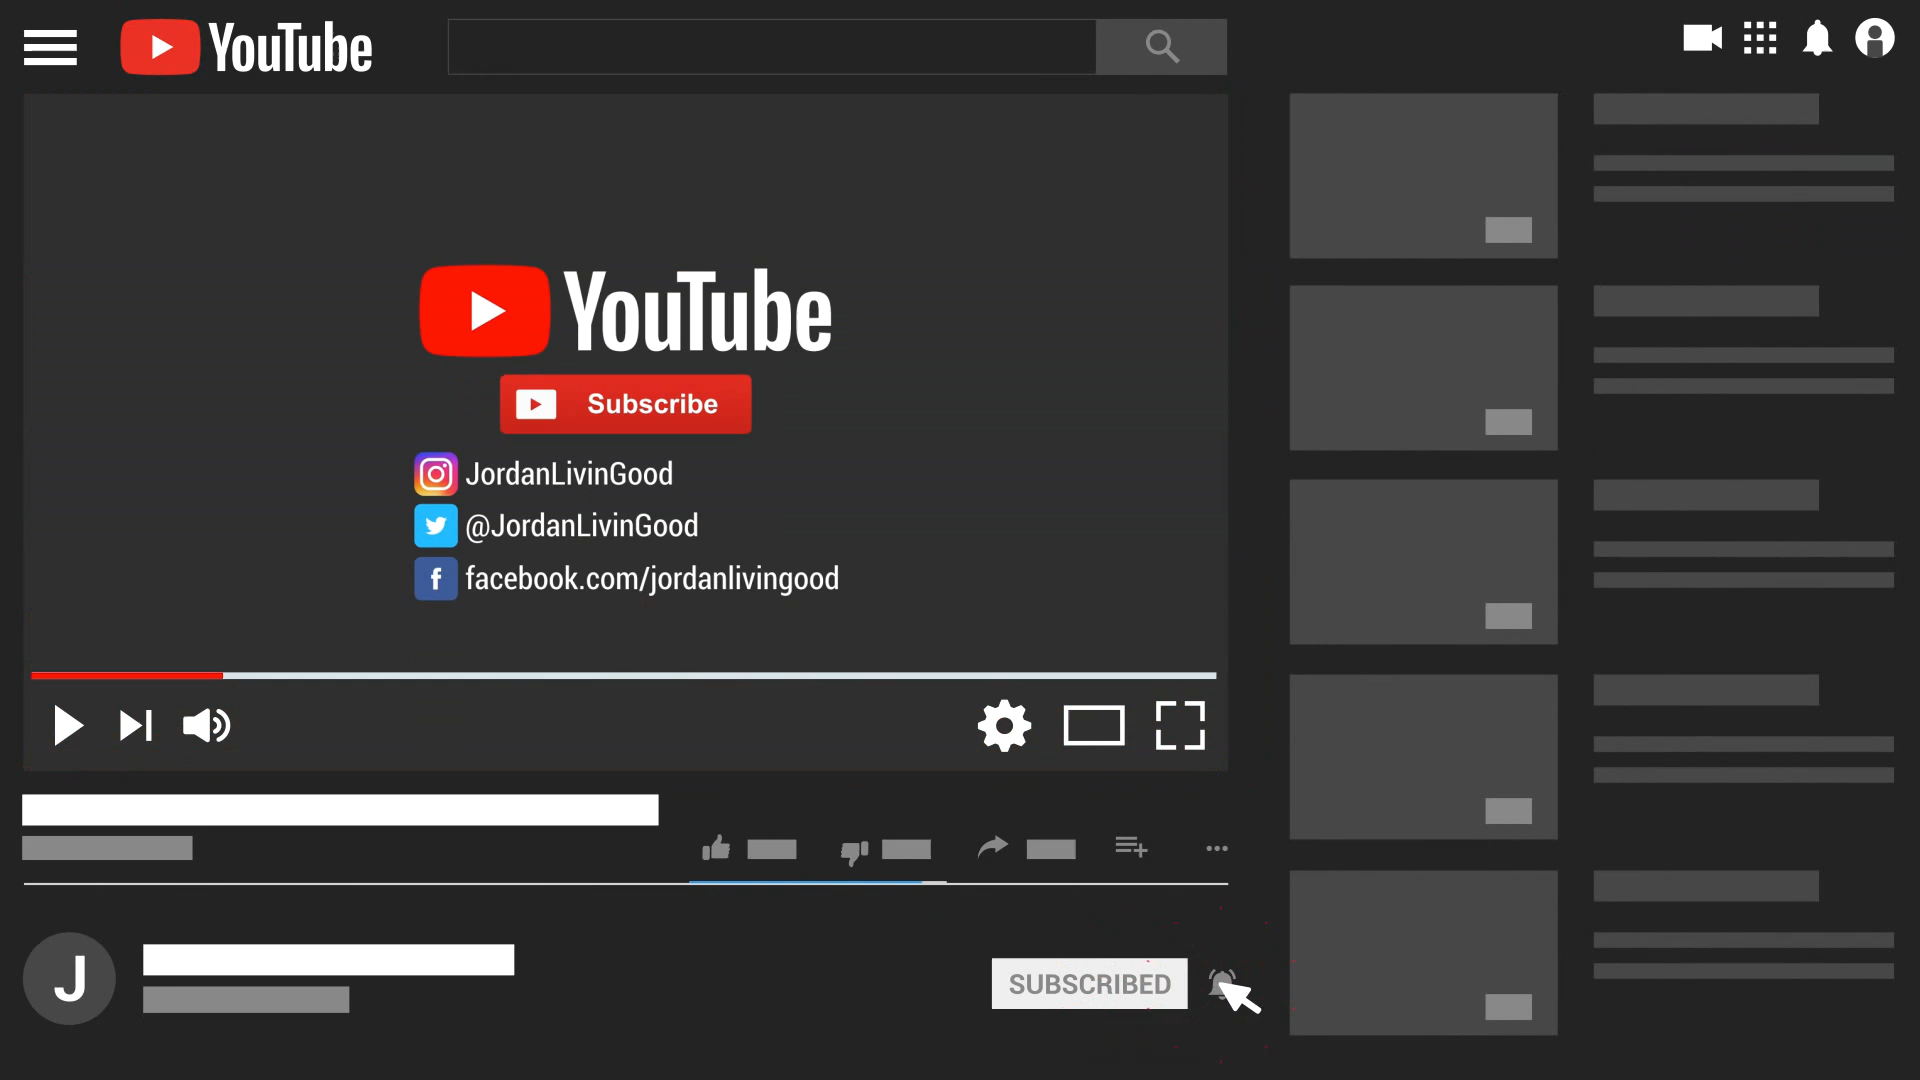 YouTube
YouTube
Subscribe
JordanLivinGood
@JordanLivinGood
facebook.com/jordanlivingood
J
SUBSCRIBED